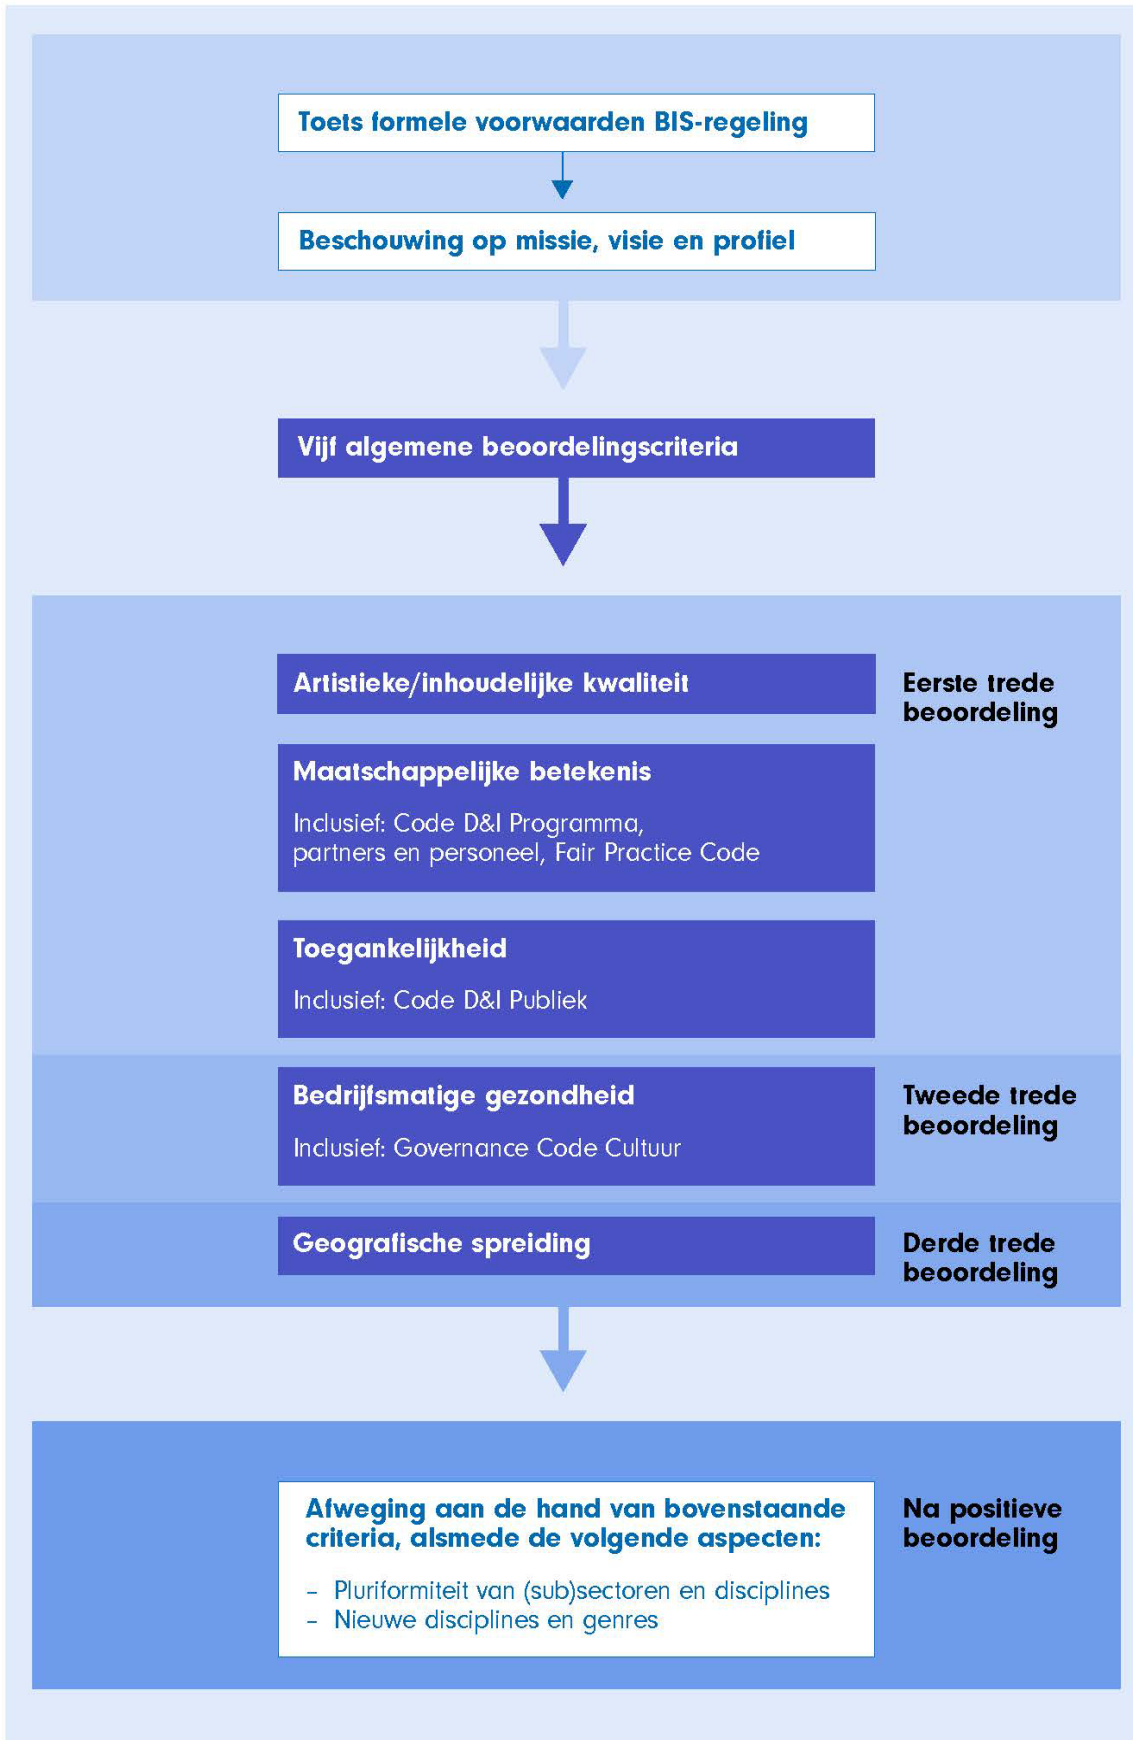 Toets formele voorwaarden BIS-regeling
Beschouwing op missie, visie en profiel
Vijf algemene beoordelingscriteria
Artistieke/inhoudelijke kwaliteit
Eerste trede
beoordeling
Maatschappelijke betekenis
Inclusief: Code D&I Programma,
partners en personeel, Fair Practice Code
Toegankelijkheid
Inclusief: Code D&I Publiek
Bedrijfsmatige gezondheid
Inclusief: Governance Code Cultuur
Tweede trede
beoordeling
Geografische spreiding
Derde trede
beoordeling
Afweging aan de hand van bovenstaande
criteria, alsmede de volgende aspecten:
– Pluriformiteit van (sub)sectoren en disciplines
– Nieuwe disciplines en genres
Na positieve
beoordeling